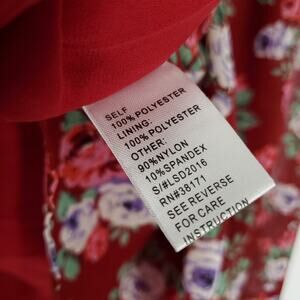 SELF
100% POLYESTER
LINING:
100% POLYESTER
OTHER:
90%NYLON
10%SPANDEX
S/#LSD2016
RN#38171
SEE REVERSE
FOR CARE
INSTRUCTION